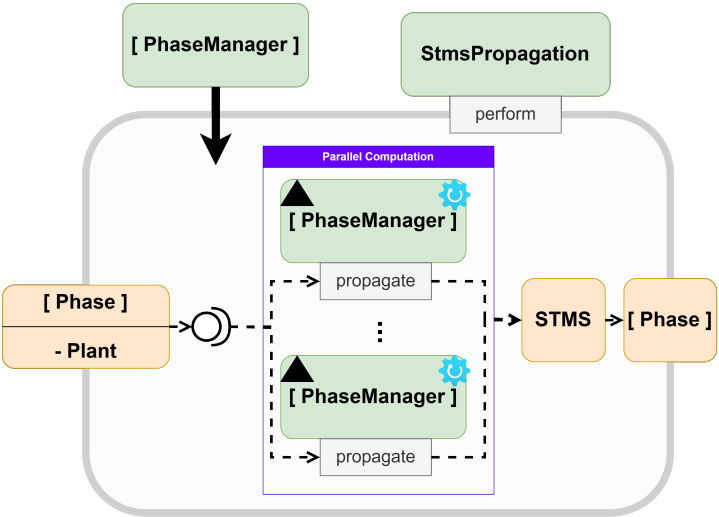 [ PhaseManager ]
StmsPropagation
perform
Parallel Computation
[ PhaseManager ]
propagate
[ Phase ]
- Plant
STMS
[ Phase ]
[ PhaseManager ]
propagate